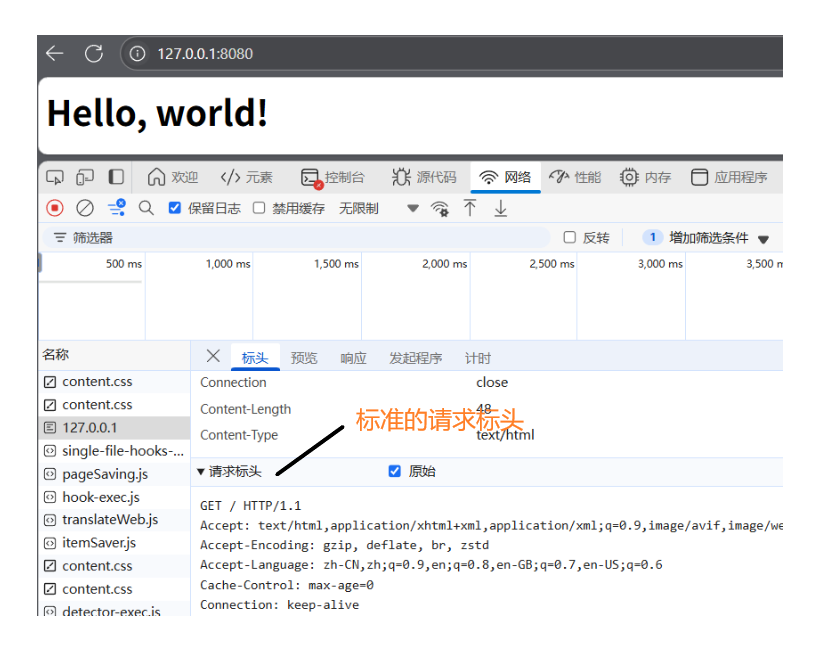 127.0.0.1:8080
Hello, world!
欢迎 </> 元素 控制台 源代码 网络 性能 内存 应用程序
保留日志 禁用缓存 无限制
筛选器 反转 1 增加筛选条件
500 ms 1,000 ms 1,500 ms 2,000 ms 2,500 ms 3,000 ms 3,500 m
名称 标头 预览 响应 发起程序 计时
content.css
Connection close
content.css
Content-Length 48
127.0.0.1
标准的请求标头
Content-Type text/html
single-file-hooks-...
pageSaving.js
请求标头 原始
hook-exec.js
GET / HTTP/1.1
translateWeb.js
Accept: text/html,application/xhtml+xml,application/xml;q=0.9,image/avif,image/we
itemSaver.js
Accept-Encoding: gzip, deflate, br, zstd
content.css
Accept-Language: zh-CN,zh;q=0.9,en;q=0.8,en-GB;q=0.7,en-US;q=0.6
content.css
Cache-Control: max-age=0
detector-exec.js
Connection: keep-alive